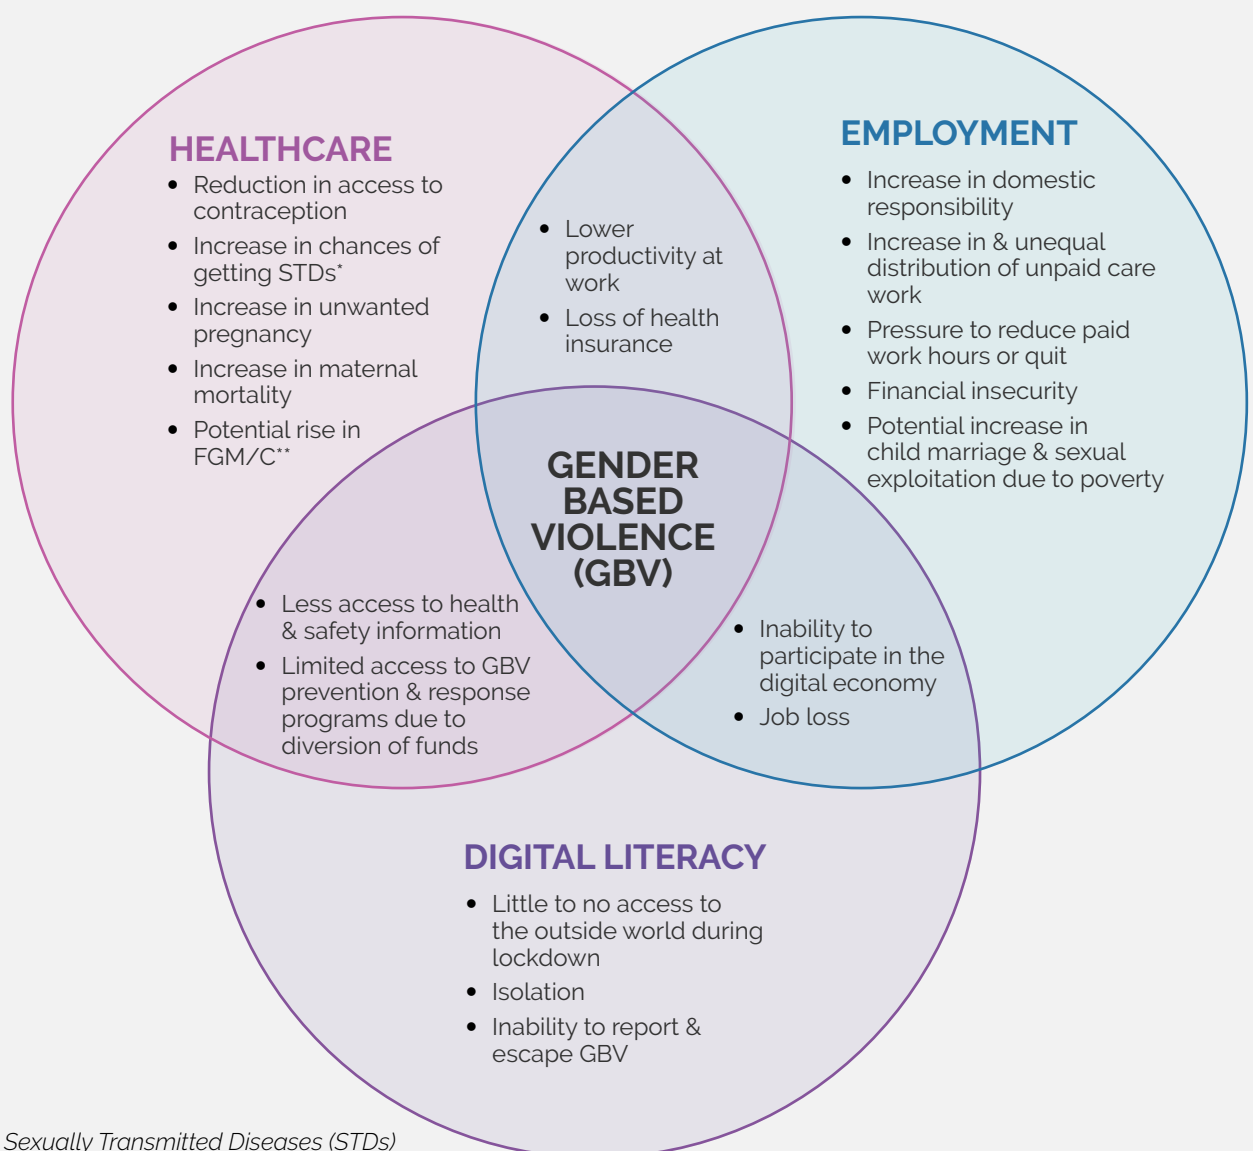 HEALTHCARE
• Reduction in access to
contraception
• Increase in chances of
getting STDs*
• Increase in unwanted
pregnancy
• Increase in maternal
mortality
• Potential rise in
FGM/C**
EMPLOYMENT
• Increase in domestic
responsibility
• Increase in & unequal
distribution of unpaid care
work
• Pressure to reduce paid
work hours or quit
• Financial insecurity
• Potential increase in
child marriage & sexual
exploitation due to poverty
• Lower
productivity at
work
• Loss of health
insurance
GENDER
BASED
VIOLENCE
(GBV)
• Less access to health
& safety information
• Limited access to GBV
prevention & response
programs due to
diversion of funds
• Inability to
participate in the
digital economy
• Job loss
DIGITAL LITERACY
• Little to no access to
the outside world during
lockdown
• Isolation
• Inability to report &
escape GBV
Sexually Transmitted Diseases (STDs)